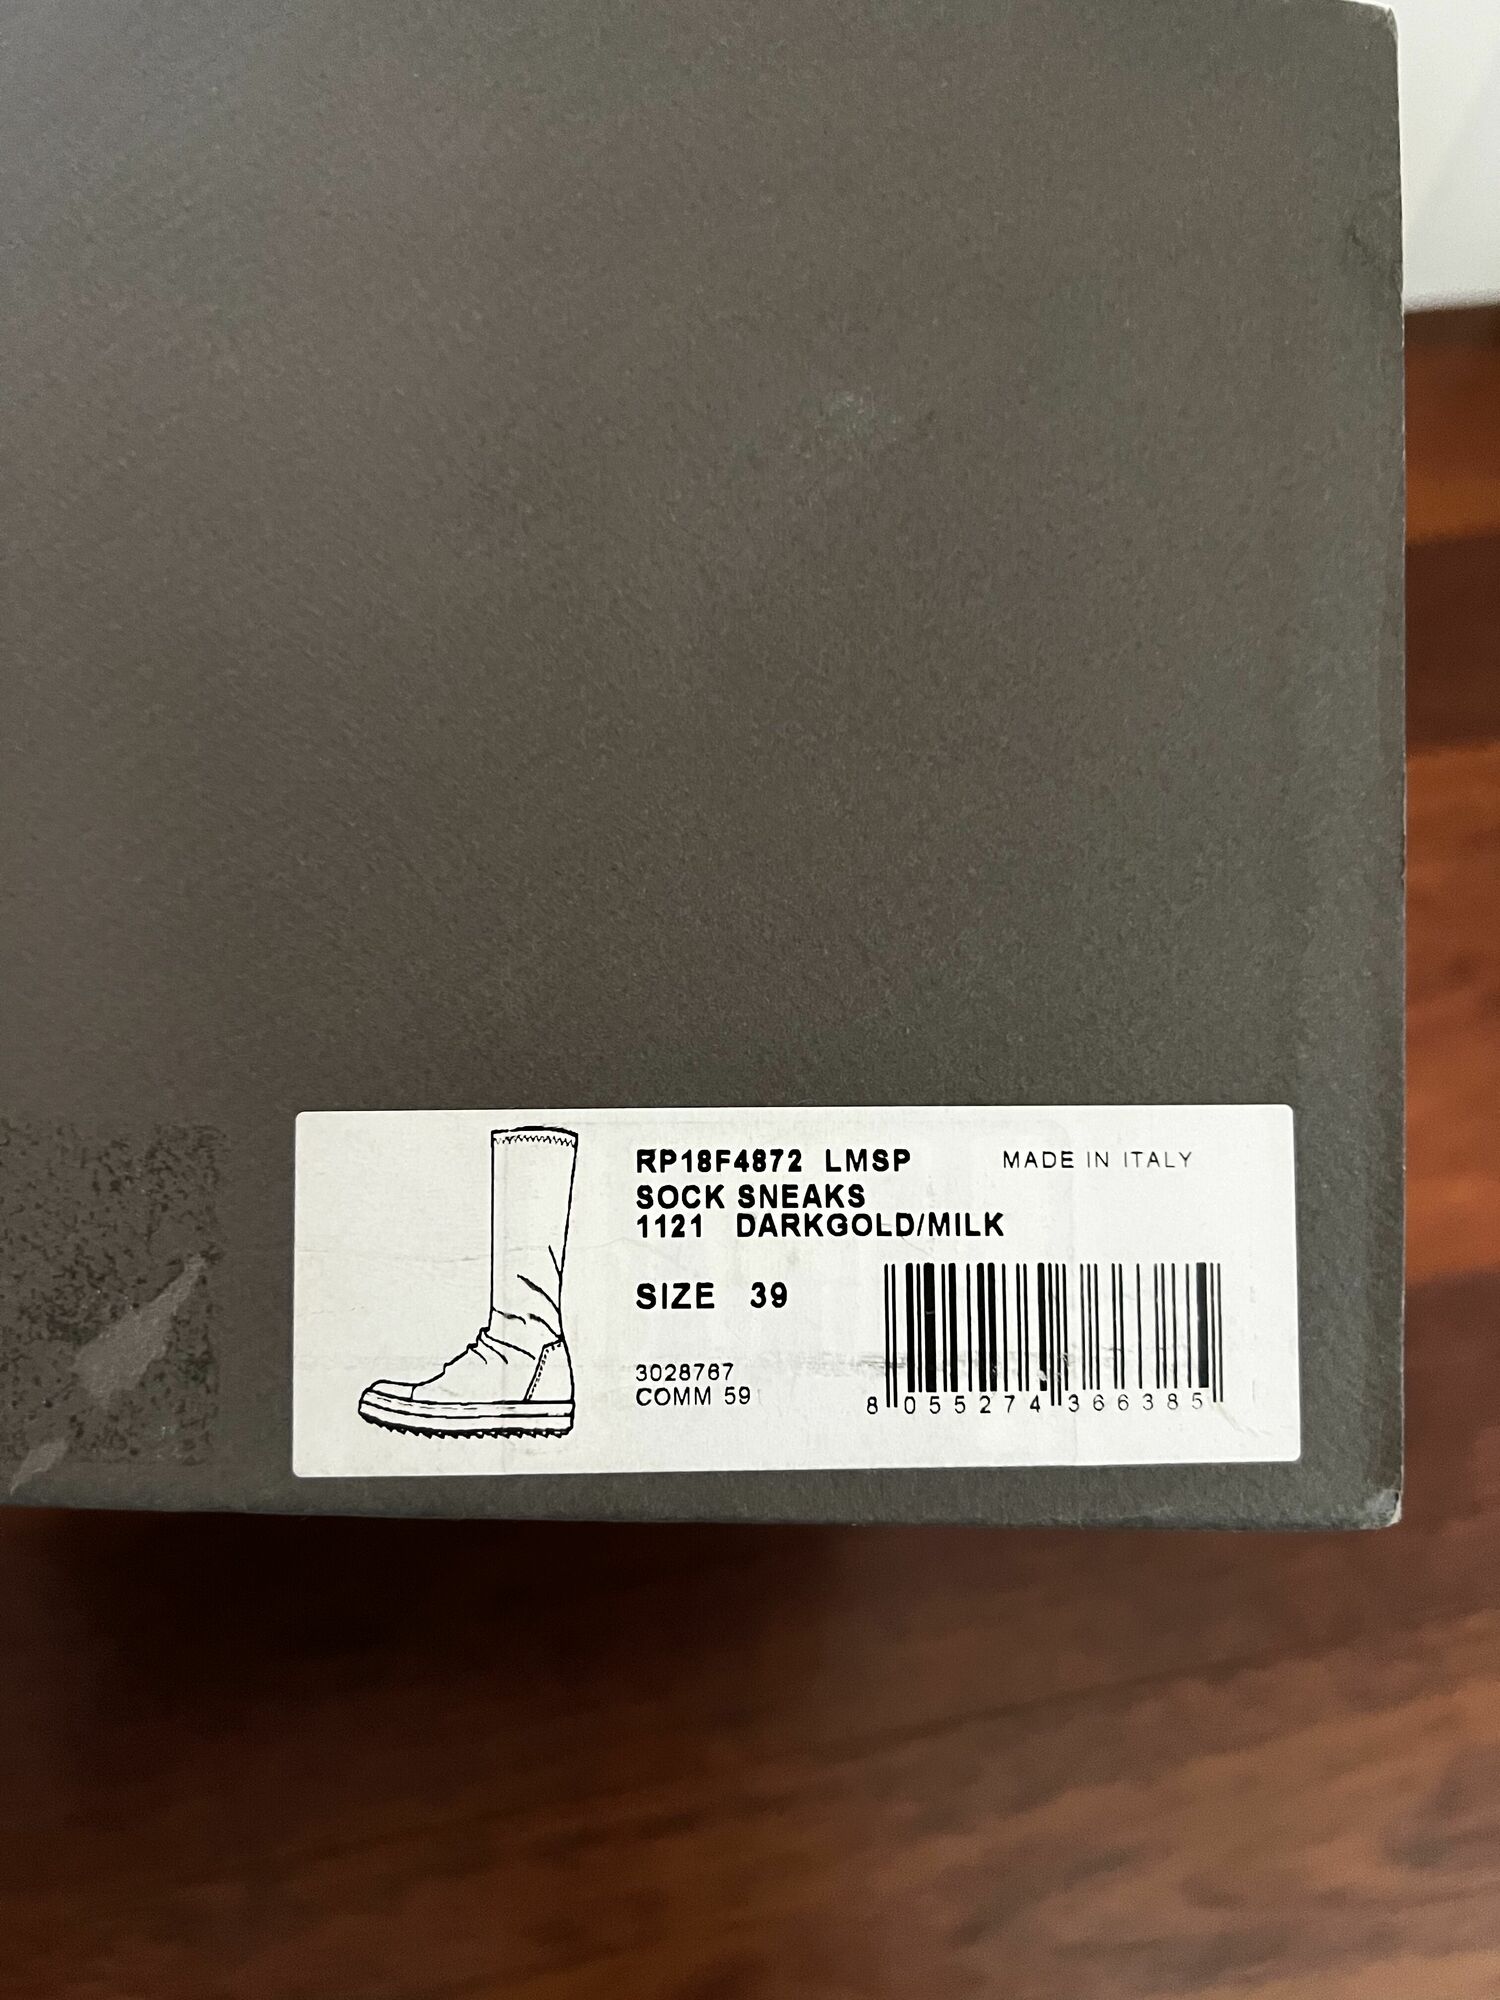 RP18F4872 LMSP
MADE IN ITALY
SOCK SNEAKS
1121 DARKGOLD/MILK
SIZE 39
3028767
COMM 59
8 055274 366385